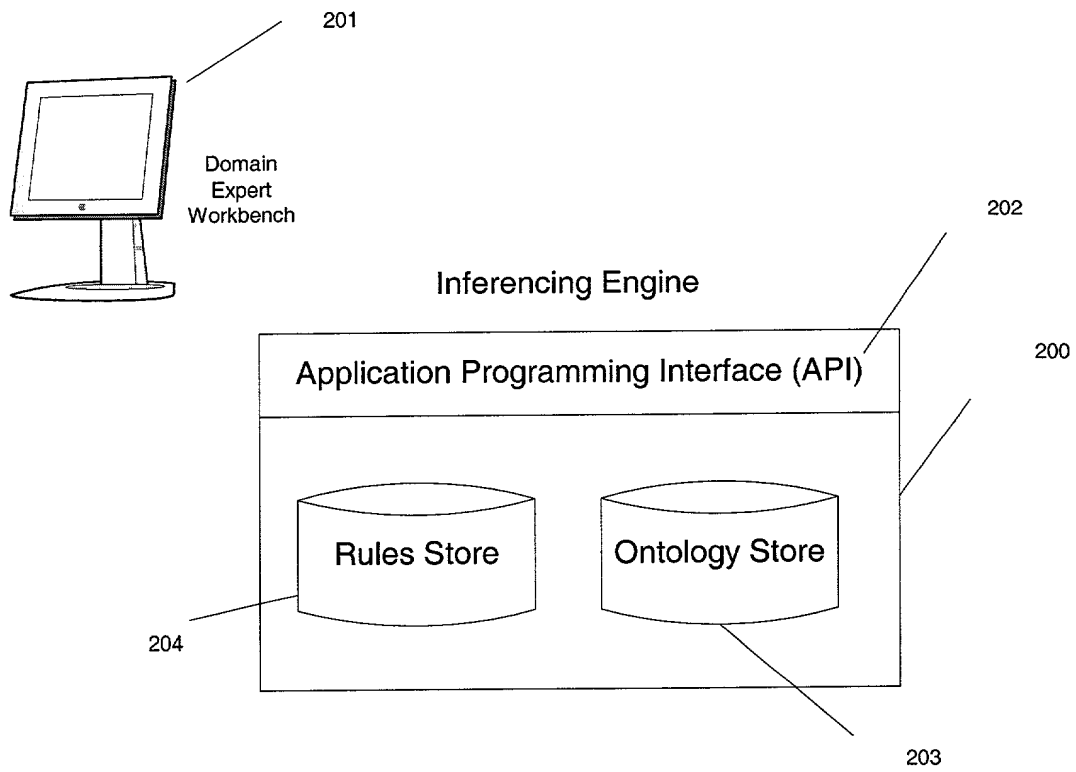 201
Domain
Expert
Workbench
202
Inferencing Engine
200
Application Programming Interface (API)
Rules Store
Ontology Store
204
203